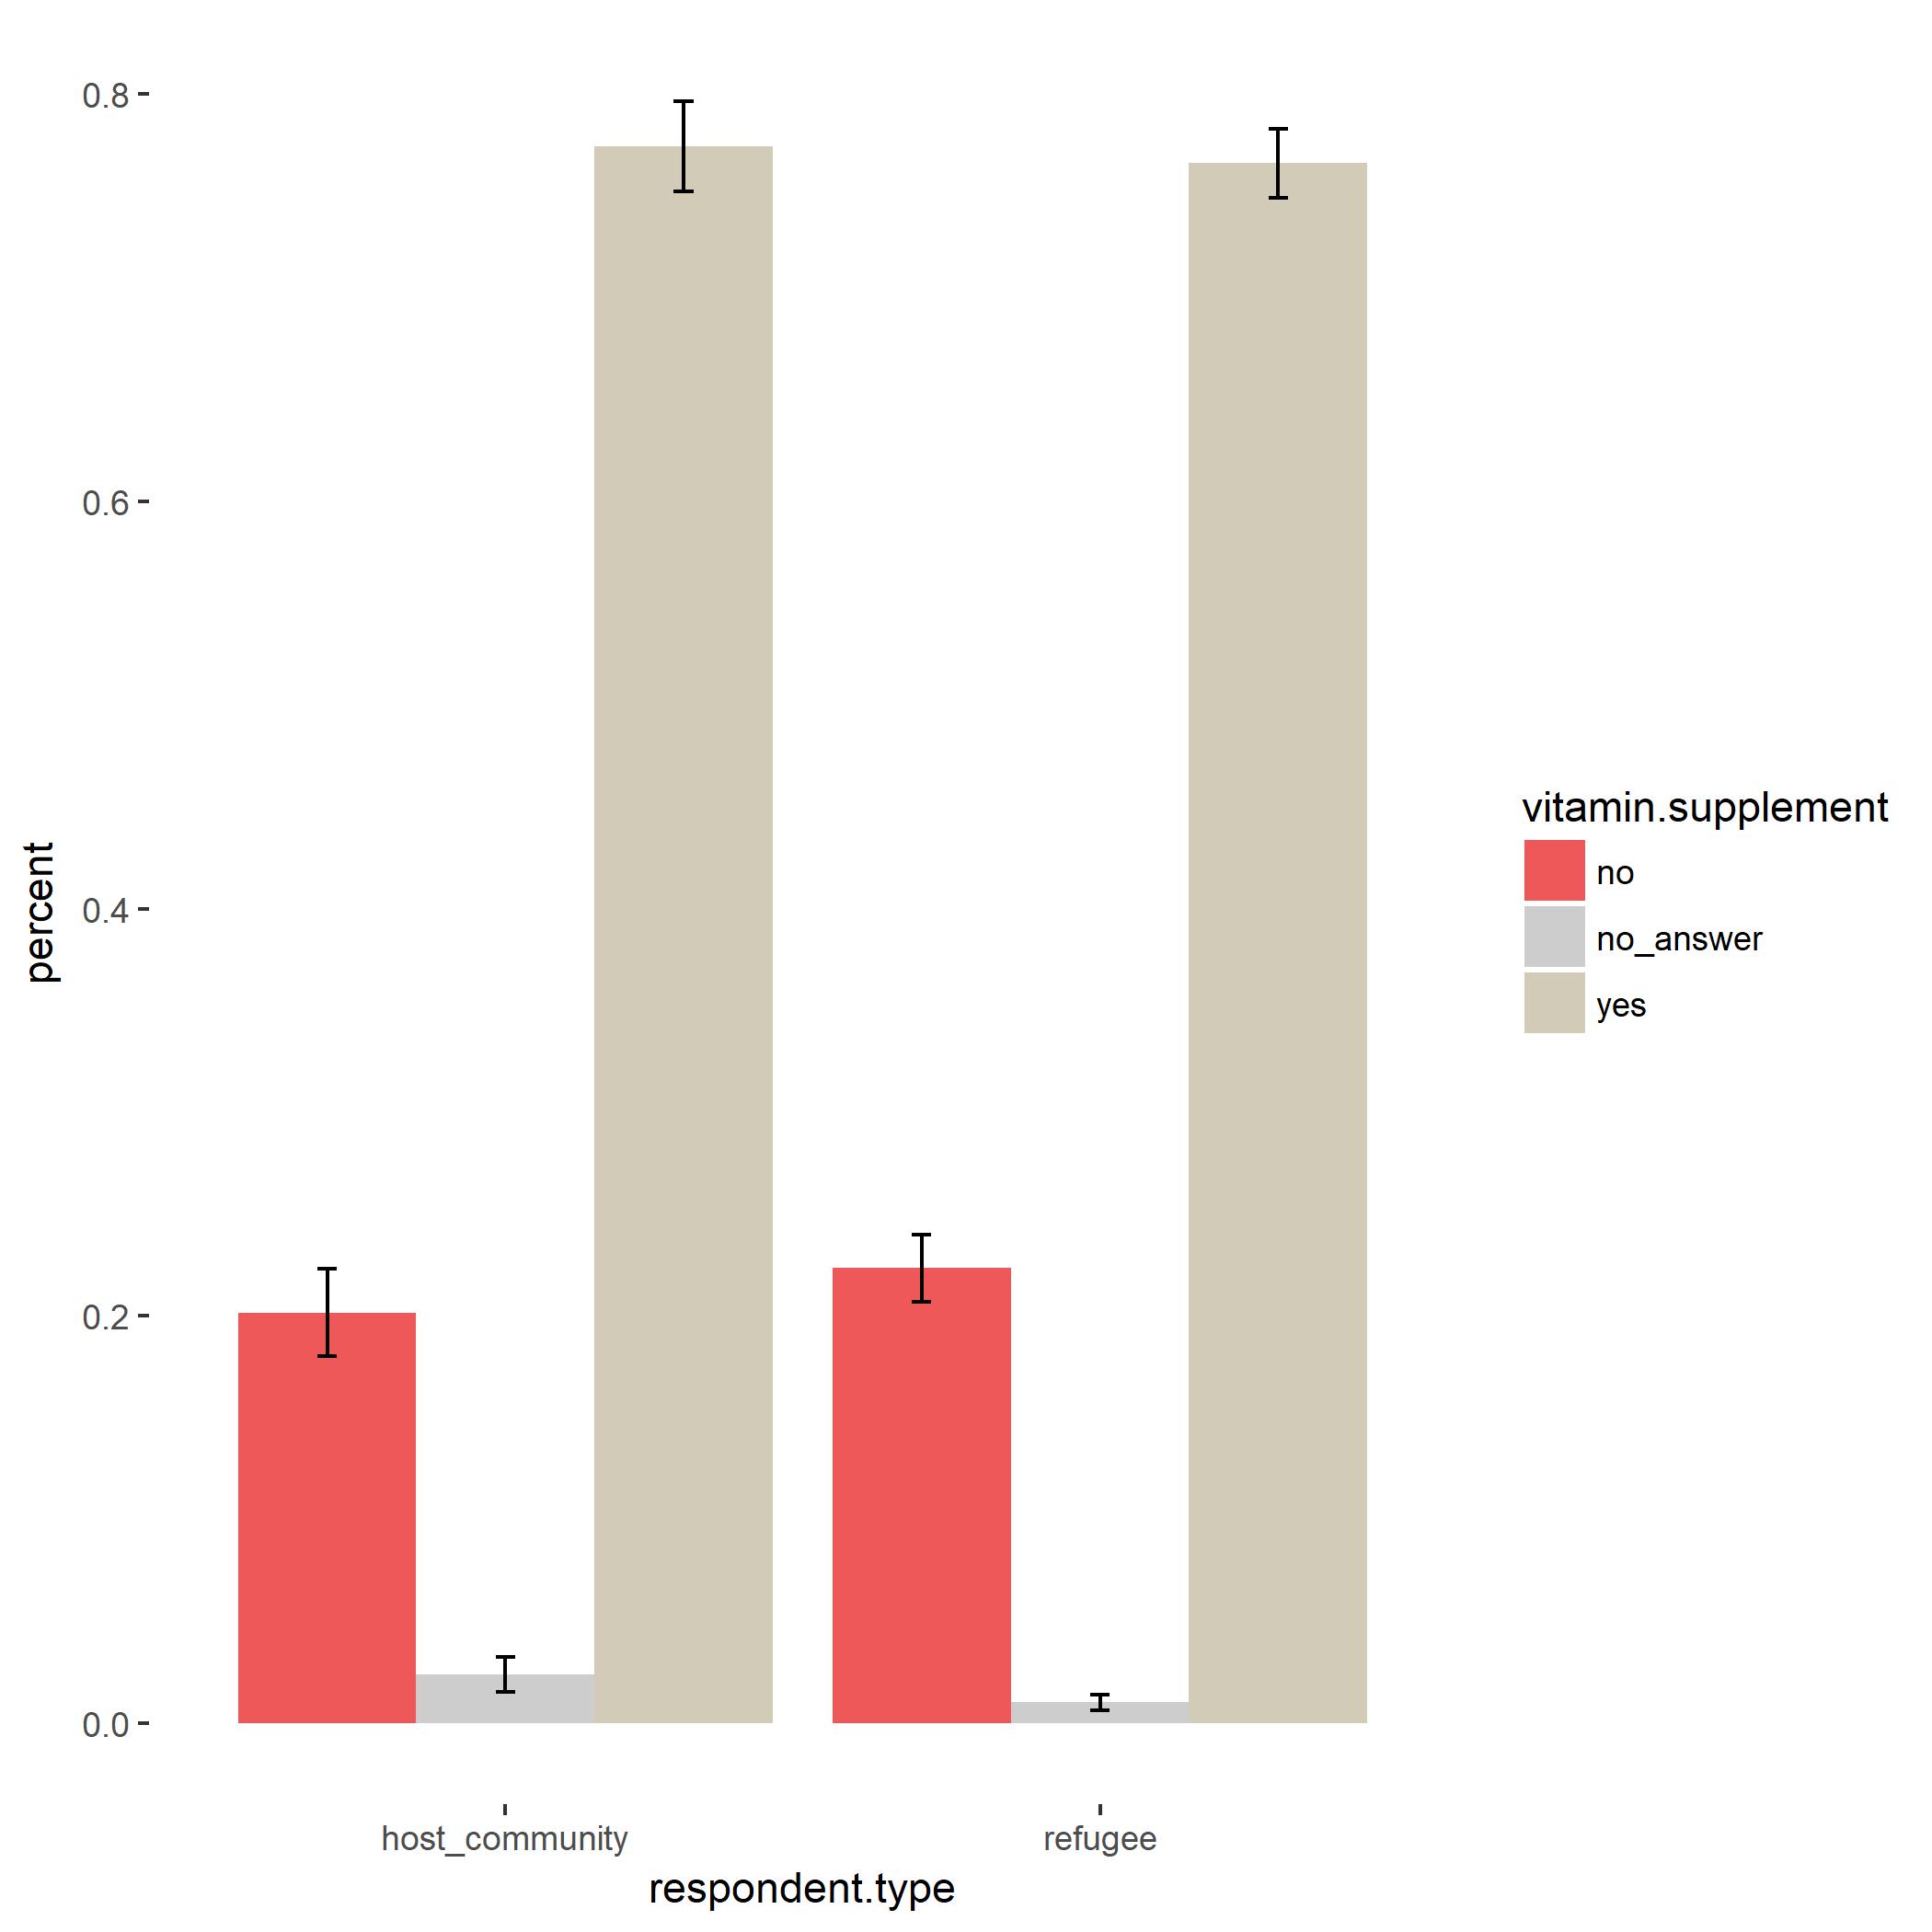 0.8
0.6
0.4
0.2
0.0
percent
host_community
refugee
respondent.type
vitamin.supplement
no
no_answer
yes